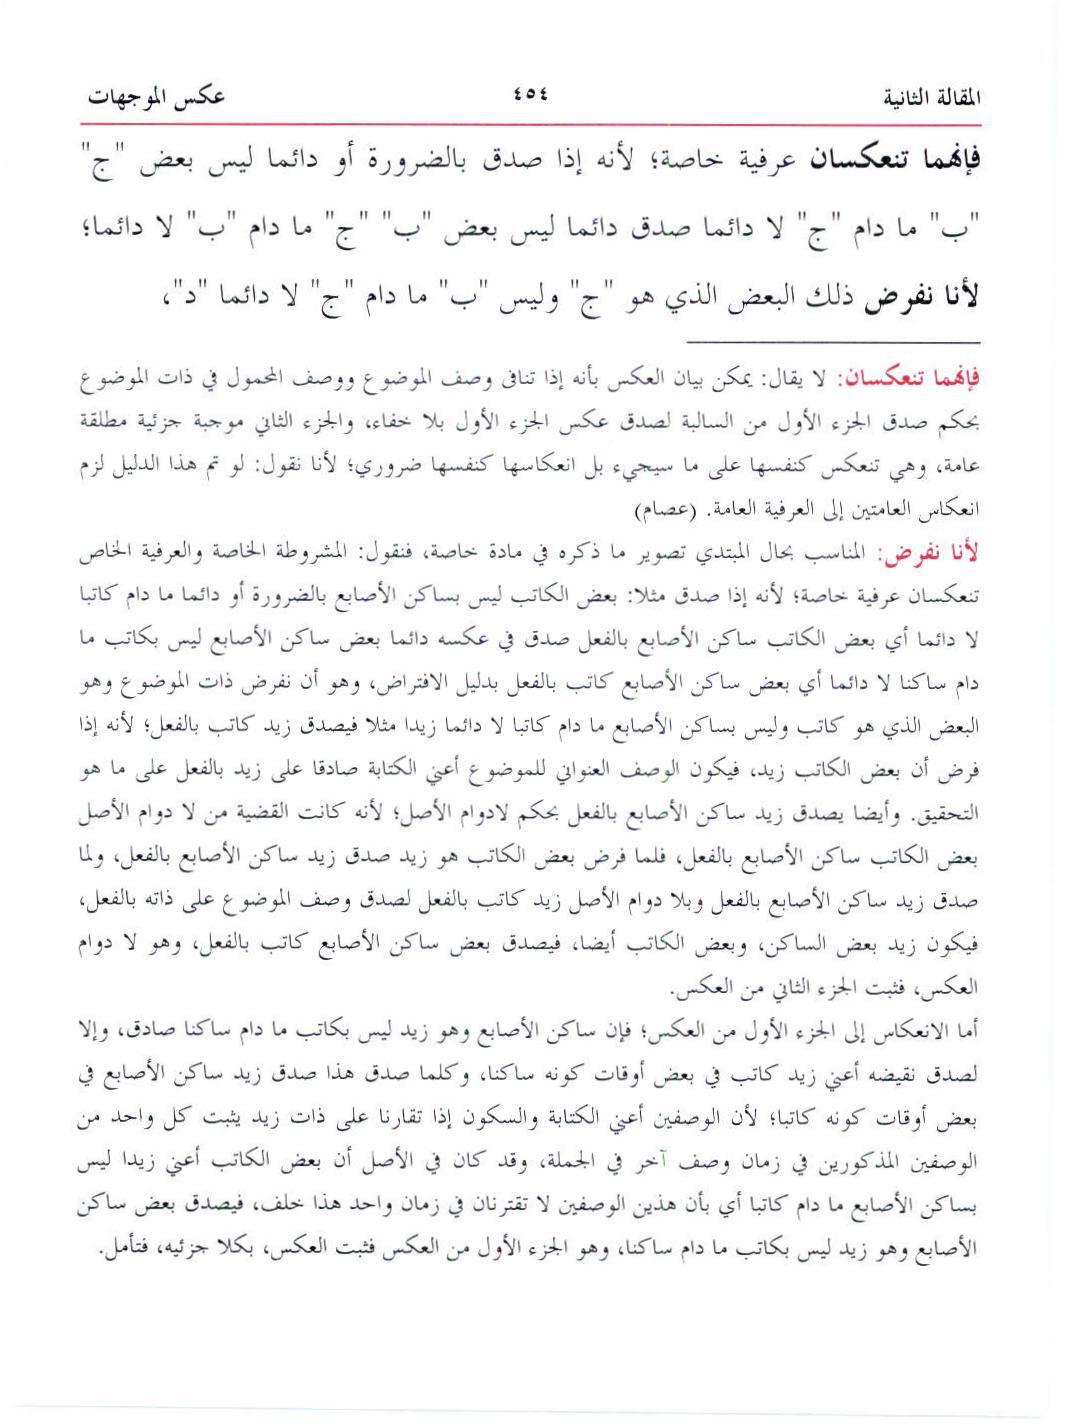 المقالة الثانية ٤٥٤ عكس الموجهات
فإنهما تنعكسان عرفية خاصة؛ لأنه إذا صدق بالضرورة أو دائما ليس بعض "ج"
"ب" ما دام "ج" لا دائما صدق دائما ليس بعض "ب" "ج" ما دام "ب" لا دائما؛
لأنا نفرض ذلك البعض الذي هو "ج" وليس "ب" ما دام "ج" لا دائما "د"،
فإنهما تنعكسان: لا يقال: يمكن بيان العكس بأنه إذا تنافى وصف الموضوع ووصف المحمول في ذات الموضوع
بحكم صدق الجزء الأول من السالبة لصدق عكس الجزء الأول بلا خفاء، والجزء الثاني موجبة جزئية مطلقة
عامة، وهي تنعكس كنفسها على ما سيجيء بل انعكاسها كنفسها ضروري؛ لأنا نقول: لو تم هذا الدليل لزم
انعكاس العامتين إلى العرفية العامة. (عصام)
لأنا نفرض: المناسب بحال المبتدي تصوير ما ذكره في مادة خاصة، فنقول: المشروطة الخاصة والعرفية الخاص
تنعكسان عرفية خاصة؛ لأنه إذا صدق مثلا: بعض الكاتب ليس بساكن الأصابع بالضرورة أو دائما ما دام كاتبا
لا دائما أي بعض الكاتب ساكن الأصابع بالفعل صدق في عكسه دائما بعض ساكن الأصابع ليس بكاتب ما
دام ساكنا لا دائما أي بعض ساكن الأصابع كاتب بالفعل بدليل الافتراض، وهو أن نفرض ذات الموضوع وهو
البعض الذي هو كاتب وليس بساكن الأصابع ما دام كاتبا لا دائما زيدا مثلا فيصدق زيد كاتب بالفعل؛ لأنه إذا
فرض أن بعض الكاتب زيد، فيكون الوصف العنواني للموضوع أعني الكتابة صادقا على زيد بالفعل على ما هو
التحقيق. وأيضا يصدق زيد ساكن الأصابع بالفعل بحكم لادوام الأصل؛ لأنه كانت القضية من لا دوام الأصل
بعض الكاتب ساكن الأصابع بالفعل، فلما فرض بعض الكاتب هو زيد صدق زيد ساكن الأصابع بالفعل، ولما
صدق زيد ساكن الأصابع بالفعل وبلا دوام الأصل زيد كاتب بالفعل لصدق وصف الموضوع على ذاته بالفعل،
فيكون زيد بعض الساكن، وبعض الكاتب أيضا، فيصدق بعض ساكن الأصابع كاتب بالفعل، وهو لا دوام
العكس، فثبت الجزء الثاني من العكس.
أما الانعكاس إلى الجزء الأول من العكس؛ فإن ساكن الأصابع وهو زيد ليس بكاتب ما دام ساكنا صادق، وإلا
لصدق نقيضه أعني زيد كاتب في بعض أوقات كونه ساكنا، وكلما صدق هذا صدق زيد ساكن الأصابع في
بعض أوقات كونه كاتبا؛ لأن الوصفين أعني الكتابة والسكون إذا تقارنا على ذات زيد يثبت كل واحد من
الوصفين المذكورين في زمان وصف آخر في الجملة، وقد كان في الأصل أن بعض الكاتب أعني زيدا ليس
بساكن الأصابع ما دام كاتبا أي بأن هذين الوصفين لا تقترنان في زمان واحد هذا خلف، فيصدق بعض ساكن
الأصابع وهو زيد ليس بكاتب ما دام ساكنا، وهو الجزء الأول من العكس فثبت العكس، بكلا جزئيه، فتأمل.